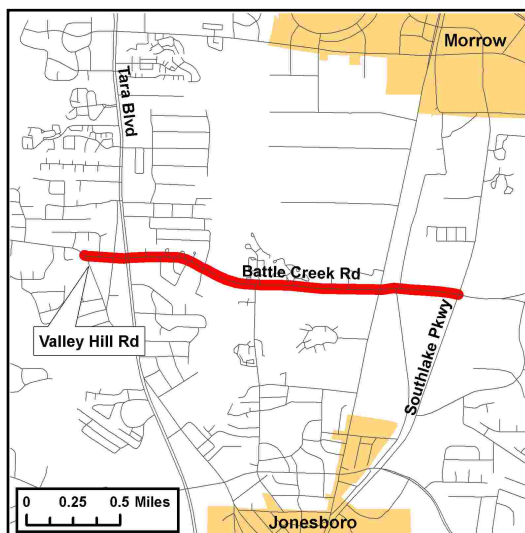 Morrow
Tara Blvd
Battle Creek Rd
Valley Hill Rd
Southlake Pkwy
0 0.25 0.5 Miles
Jonesboro